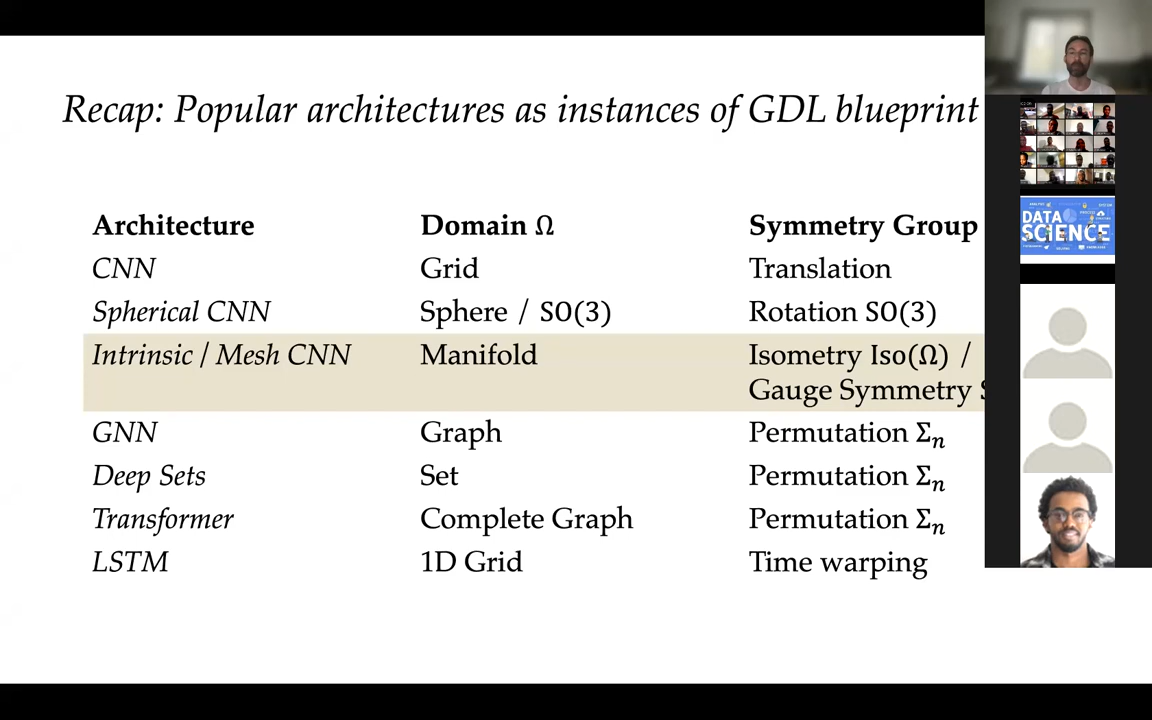 Recap: Popular architectures as instances of GDL blueprint
Architecture Domain Ω Symmetry Group
CNN Grid Translation
Spherical CNN Sphere / SO(3) Rotation SO(3)
Intrinsic / Mesh CNN Manifold Isometry Iso(Ω) /
Gauge Symmetry S
GNN Graph Permutation Σn
Deep Sets Set Permutation Σn
Transformer Complete Graph Permutation Σn
LSTM 1D Grid Time warping
DATA
SCIENCE